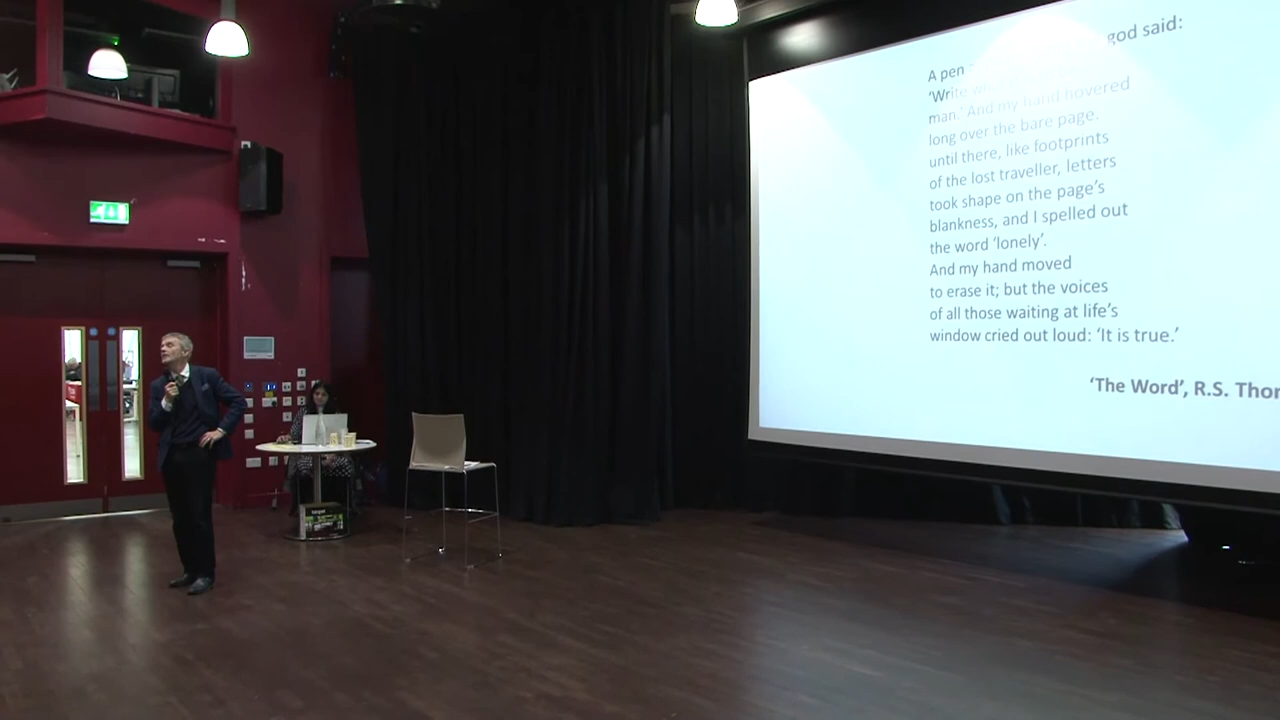 A pen god said:
'Write
man.' And my hand hovered
long over the bare page.
until there, like footprints
of the lost traveller, letters
took shape on the page's
blankness, and I spelled out
the word 'lonely'.
And my hand moved
to erase it; but the voices
of all those waiting at life's
window cried out loud: 'It is true.'
'The Word', R.S. Thor